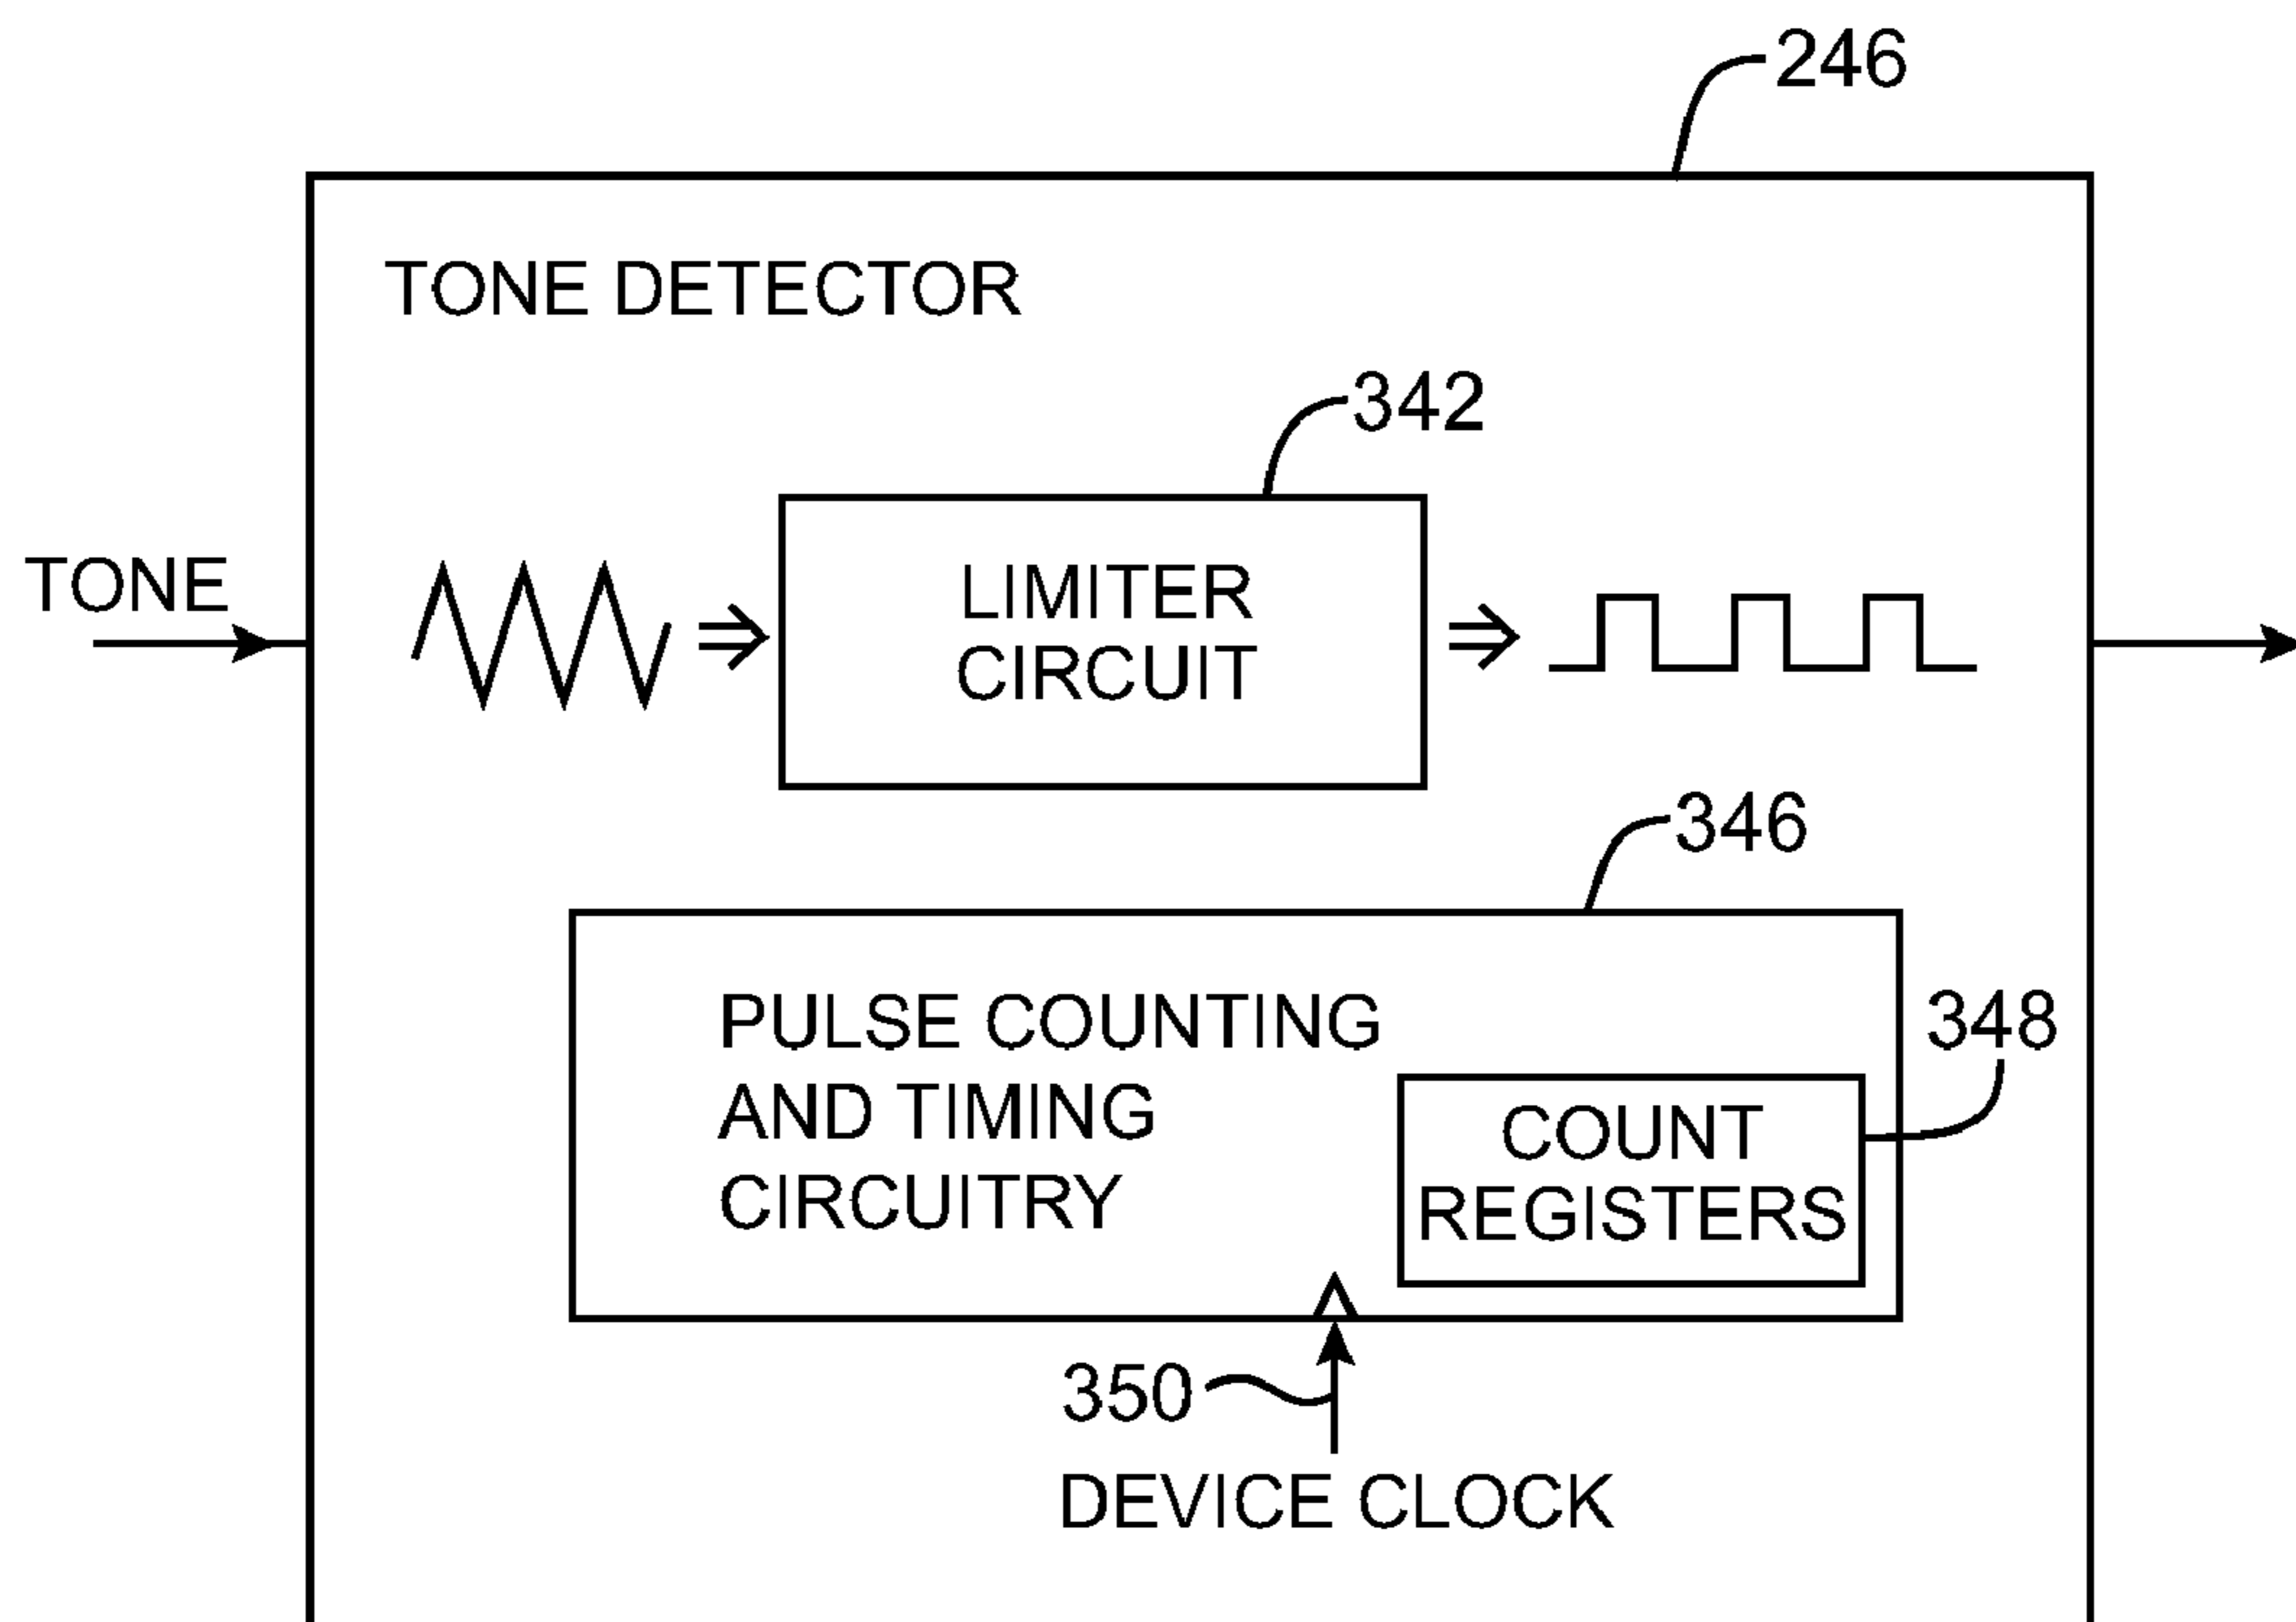 246
TONE DETECTOR
342
TONE
LIMITER
CIRCUIT
346
PULSE COUNTING
AND TIMING
CIRCUITRY
348
COUNT
REGISTERS
350
DEVICE CLOCK